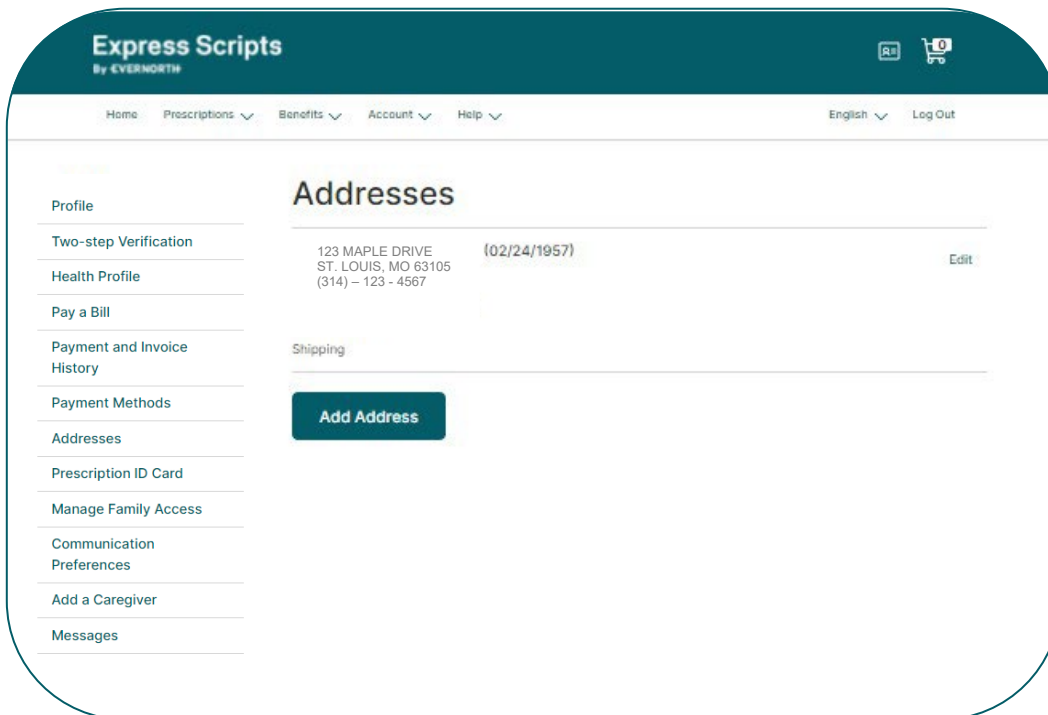 Express Scripts
By EVERNORTH
0
Home Prescriptions Benefits Account Help English Log Out
Profile
Two-step Verification
Health Profile
Pay a Bill
Payment and Invoice
History
Payment Methods
Addresses
Prescription ID Card
Manage Family Access
Communication
Preferences
Add a Caregiver
Messages
Addresses
123 MAPLE DRIVE (02/24/1957)
ST. LOUIS, MO 63105
(314) – 123 - 4567
Edit
Shipping
Add Address